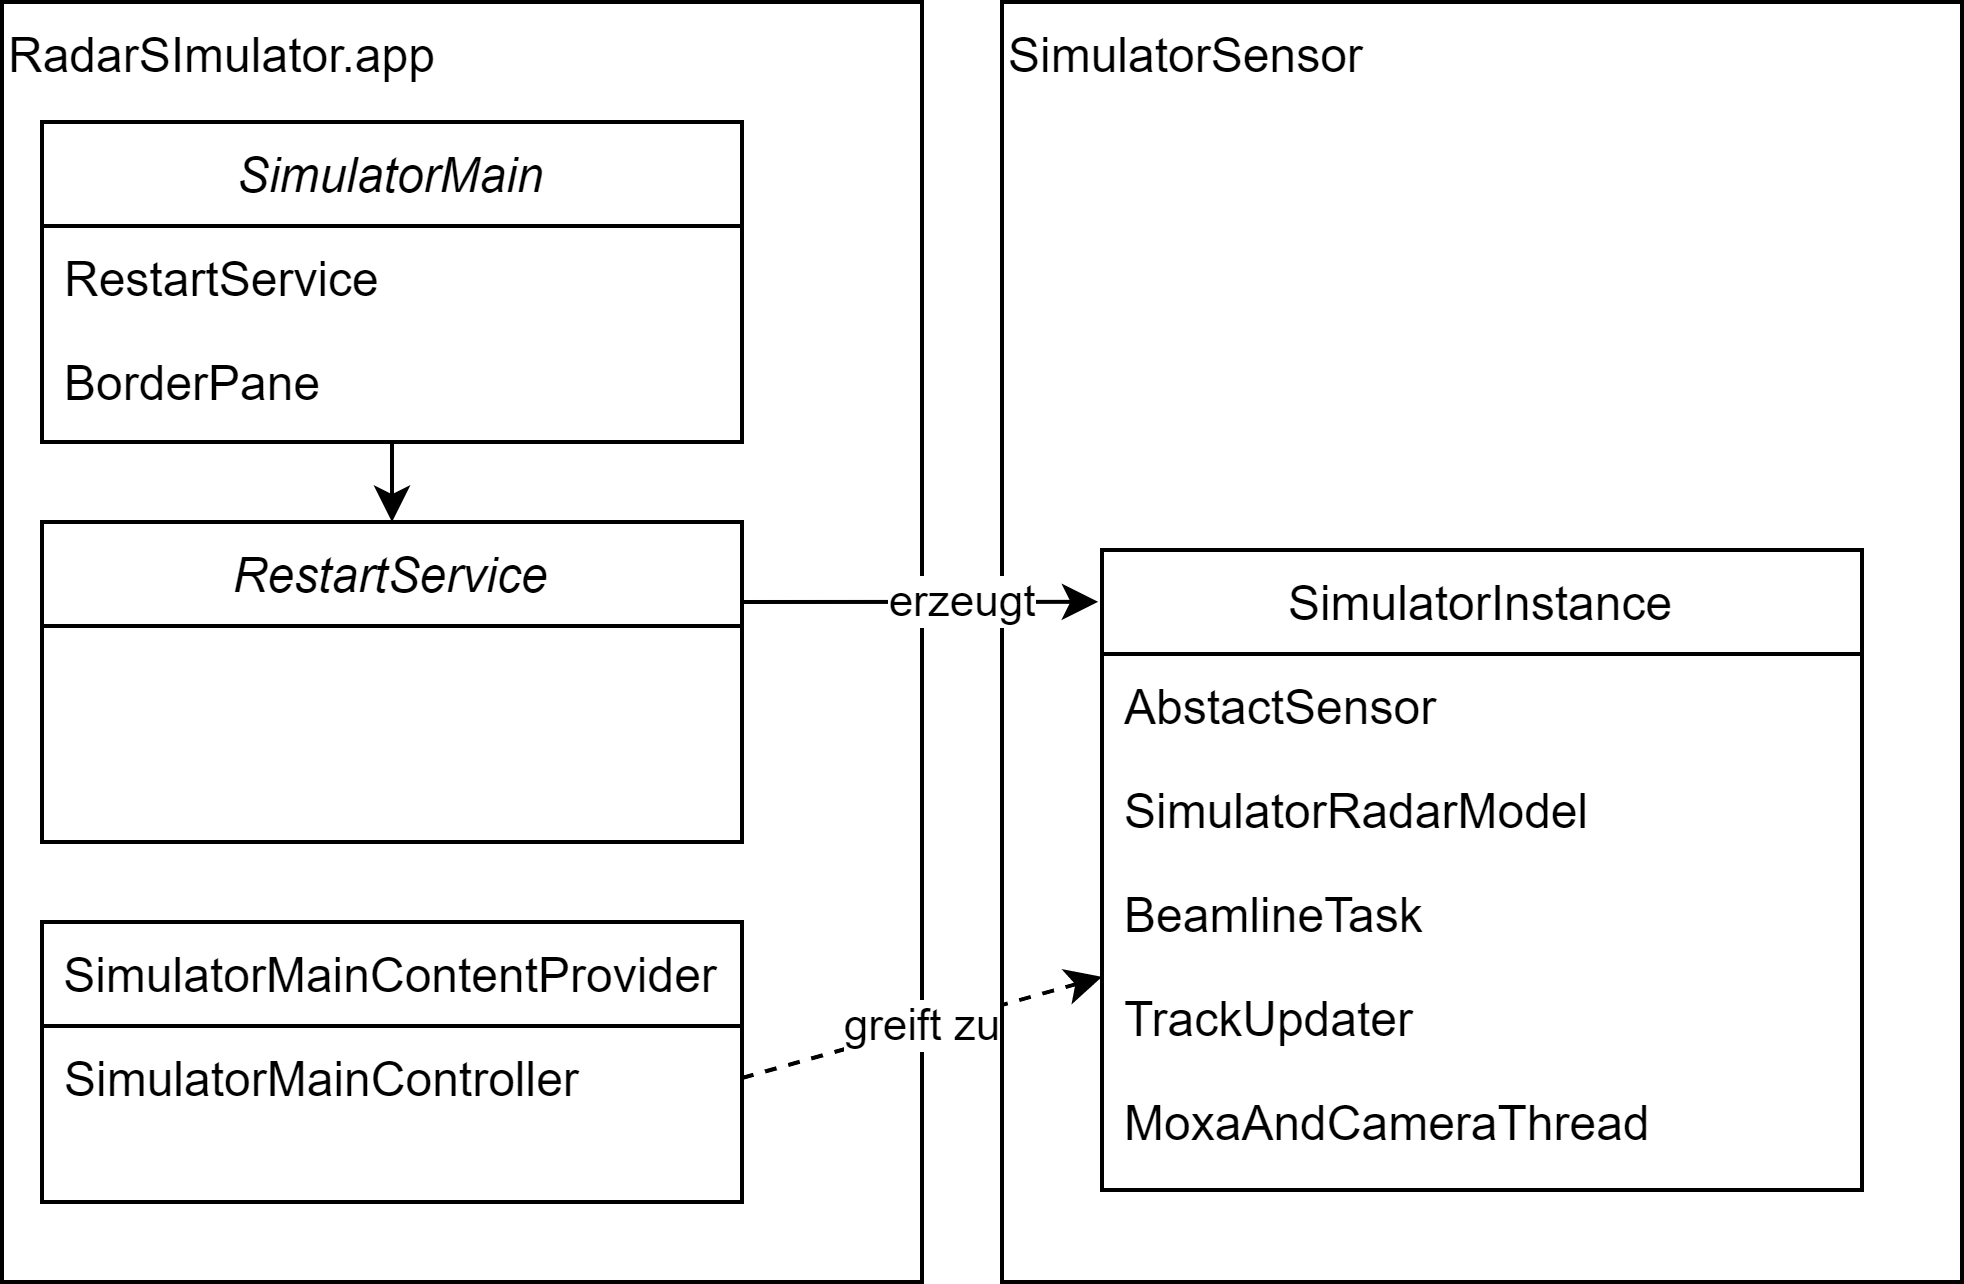 RadarSImulator.app
SimulatorMain
RestartService
BorderPane
RestartService
erzeugt
SimulatorMainContentProvider
SimulatorMainController
greift zu
SimulatorSensor
SimulatorInstance
AbstactSensor
SimulatorRadarModel
BeamlineTask
TrackUpdater
MoxaAndCameraThread